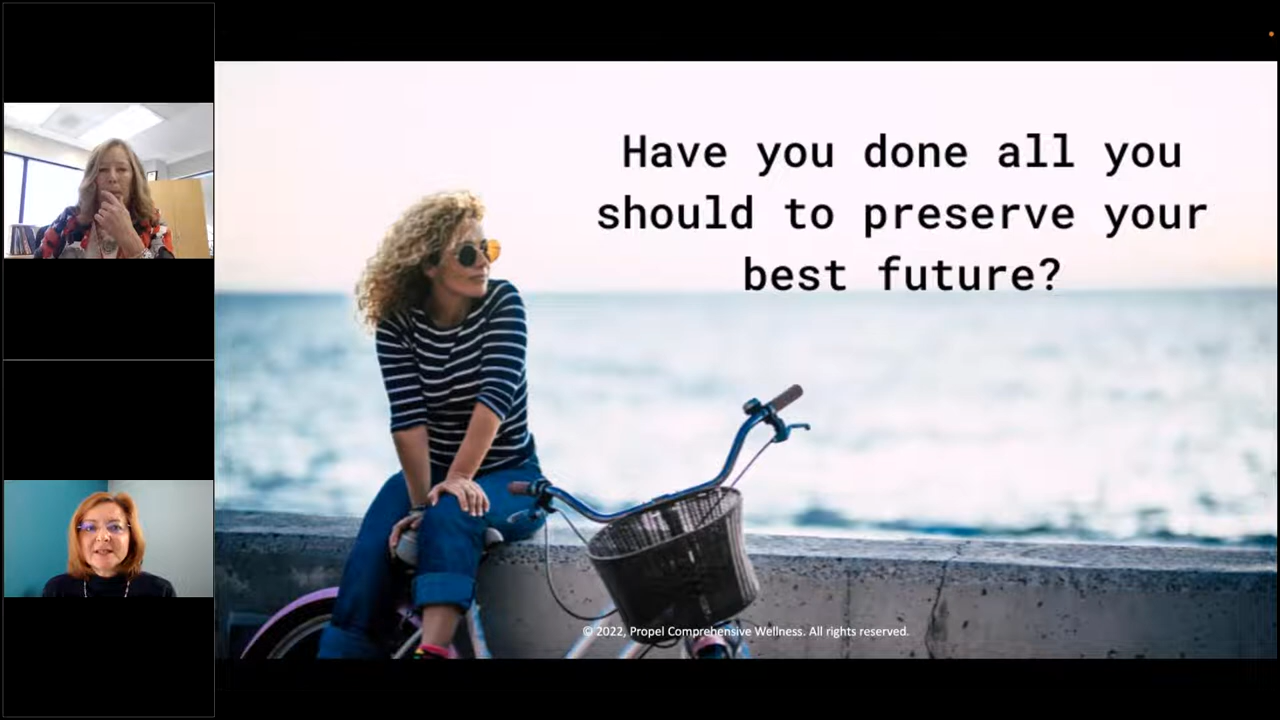 Have you done all you
should to preserve your
best future?
© 2022, Propel Comprehensive Wellness. All rights reserved.